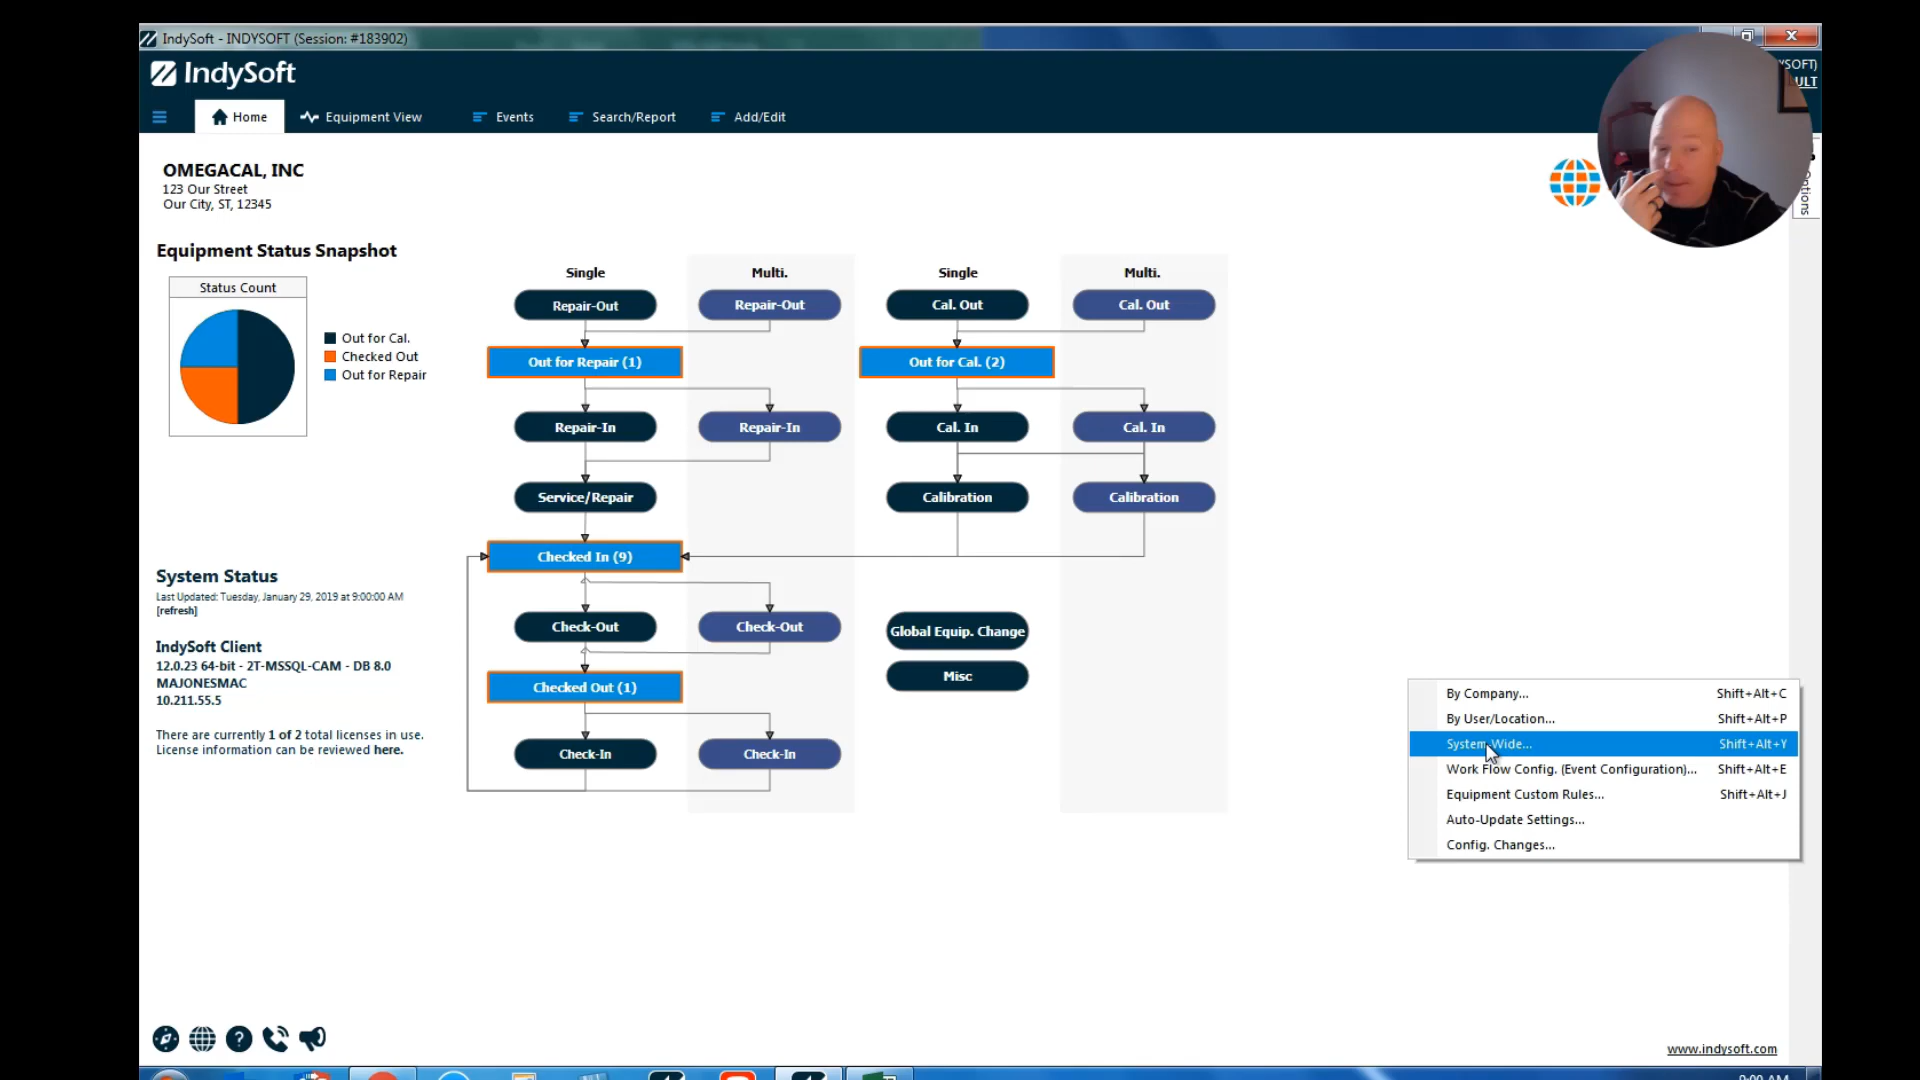 IndySoft - INDYSOFT (Session: #183902)
IndySoft
YSOFT)
ULT
Home
Equipment View
Events
Search/Report
Add/Edit
OMEGACAL, INC
123 Our Street
Our City, ST, 12345
Options
Equipment Status Snapshot
Status Count
Out for Cal.
Checked Out
Out for Repair
Single
Multi.
Single
Multi.
Repair-Out
Repair-Out
Cal. Out
Cal. Out
Out for Repair (1)
Out for Cal. (2)
Repair-In
Repair-In
Cal. In
Cal. In
Service/Repair
Calibration
Calibration
Checked In (9)
Check-Out
Check-Out
Global Equip. Change
Misc
Checked Out (1)
Check-In
Check-In
System Status
Last Updated: Tuesday, January 29, 2019 at 9:00:00 AM
[refresh]
IndySoft Client
12.0.23 64-bit - 2T-MSSQL-CAM - DB 8.0
MAJONESMAC
10.211.55.5
There are currently 1 of 2 total licenses in use.
License information can be reviewed here.
By Company... Shift+Alt+C
By User/Location... Shift+Alt+P
System-Wide... Shift+Alt+Y
Work Flow Config. (Event Configuration)... Shift+Alt+E
Equipment Custom Rules... Shift+Alt+J
Auto-Update Settings...
Config. Changes...
www.indysoft.com
9:00 AM